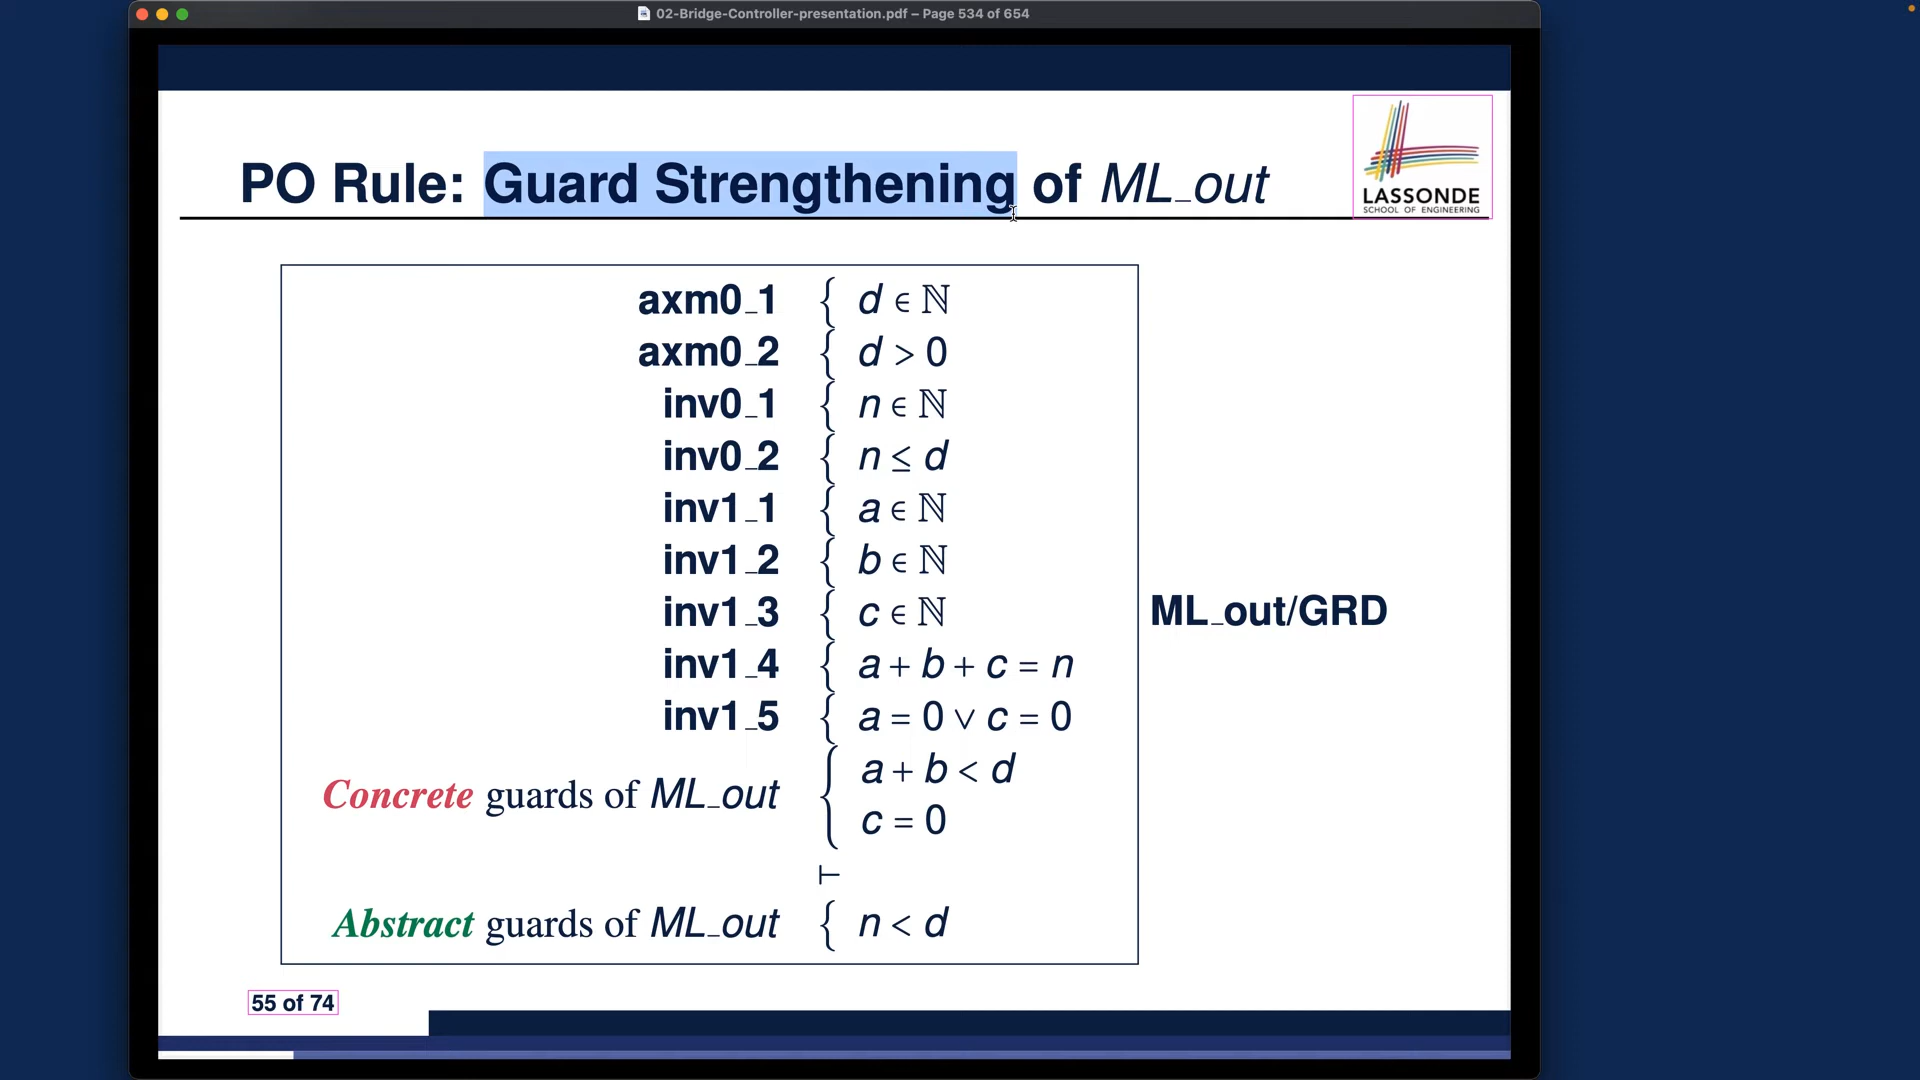 02-Bridge-Controller-presentation.pdf – Page 534 of 654
PO Rule: Guard Strengthening of ML_out
LASSONDE
SCHOOL OF ENGINEERING
axm0_1 { d ∈ ℕ
axm0_2 { d > 0
inv0_1 { n ∈ ℕ
inv0_2 { n ≤ d
inv1_1 { a ∈ ℕ
inv1_2 { b ∈ ℕ
inv1_3 { c ∈ ℕ
inv1_4 { a + b + c = n
inv1_5 { a = 0 ∨ c = 0
Concrete guards of ML_out { a + b < d
c = 0
⊢
Abstract guards of ML_out { n < d
ML_out/GRD
55 of 74